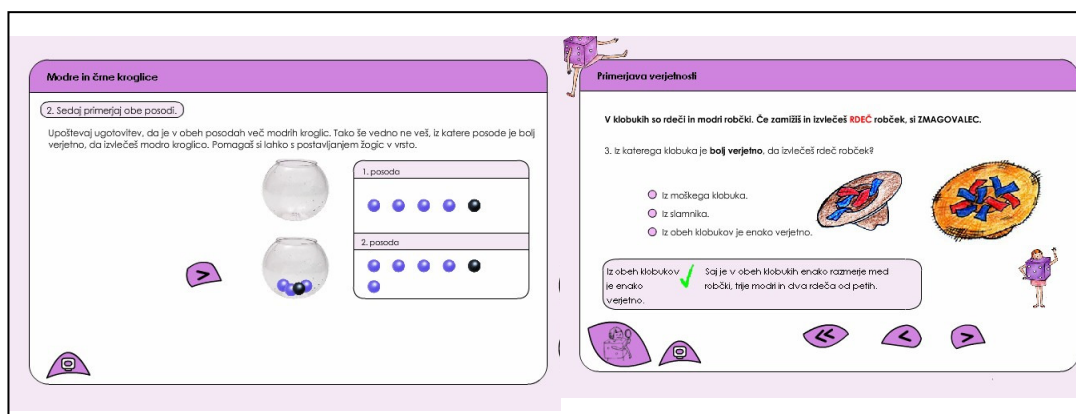 Modre in črne kroglice
2. Sedaj primerjaj obe posodi.
Upoštevaj ugotovitev, da je v obeh posodah več modrih kroglic. Tako še vedno ne veš, iz katere posode je bolj
verjetno, da izvlečeš modro kroglico. Pomagaš si lahko s postavljanjem žogic v vrsto.
1. posoda
2. posoda
Primerjava verjetnosti
V klobukih so rdeči in modri robčki. Če zamižiš in izvlečeš RDEČ robček, si ZMAGOVALEC.
3. Iz katerega klobuka je bolj verjetno, da izvlečeš rdeč robček?
Iz moškega klobuka.
Iz slamnika.
Iz obeh klobukov je enako verjetno.
Iz obeh klobukov
je enako
verjetno.
Saj je v obeh klobukih enako razmerje med
robčki, trije modri in dva rdeča od petih.